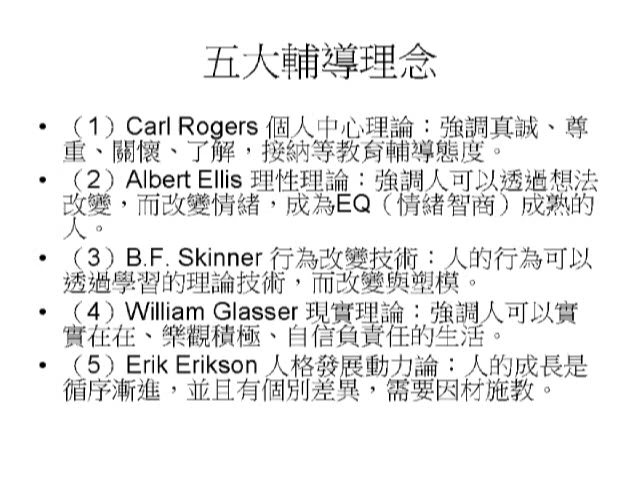 五大輔導理念
• （1）Carl Rogers 個人中心理論：強調真誠、尊
重、關懷、了解，接納等教育輔導態度。
• （2）Albert Ellis 理性理論：強調人可以透過想法
改變，而改變情緒，成為EQ（情緒智商）成熟的
人。
• （3）B.F. Skinner 行為改變技術：人的行為可以
透過學習的理論技術，而改變與塑模。
• （4）William Glasser 現實理論：強調人可以實
實在在、樂觀積極、自信負責任的生活。
• （5）Erik Erikson 人格發展動力論：人的成長是
循序漸進，並且有個別差異，需要因材施教。